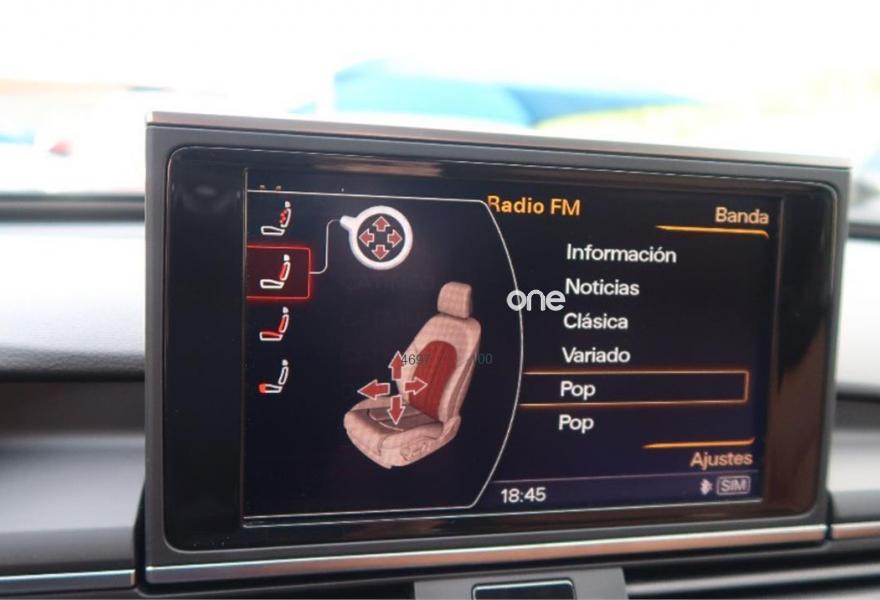 Radio FM
Banda
Información
Noticias
one
Clásica
Variado
Pop
Pop
Ajustes
18:45
SIM